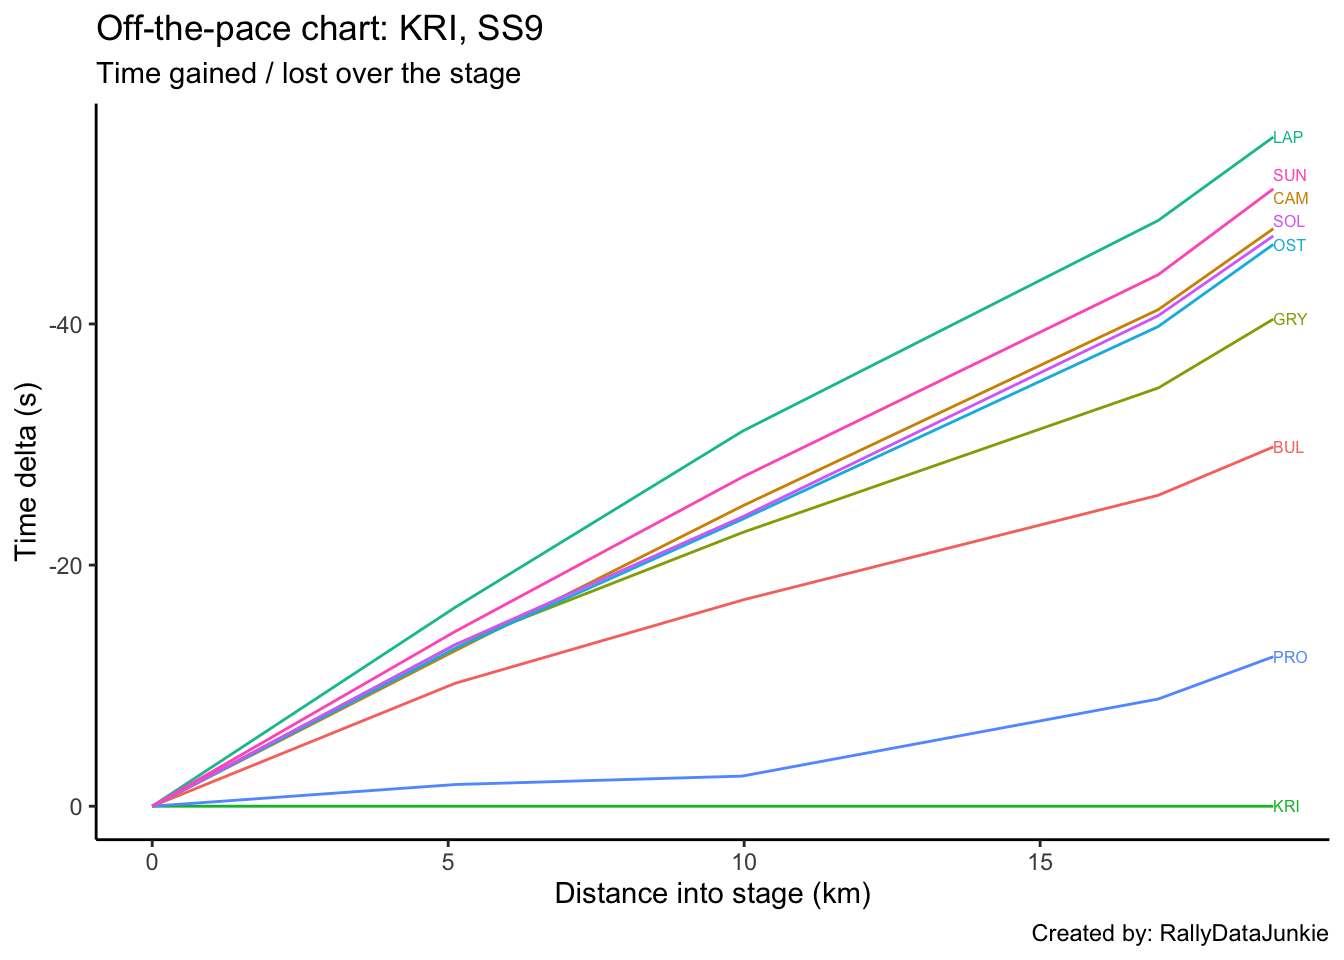 Off-the-pace chart: KRI, SS9
Time gained / lost over the stage
LAP
SUN
CAM
SOL
OST
GRY
BUL
PRO
KRI
-40
-20
0
Time delta (s)
0 5 10 15
Distance into stage (km)
Created by: RallyDataJunkie